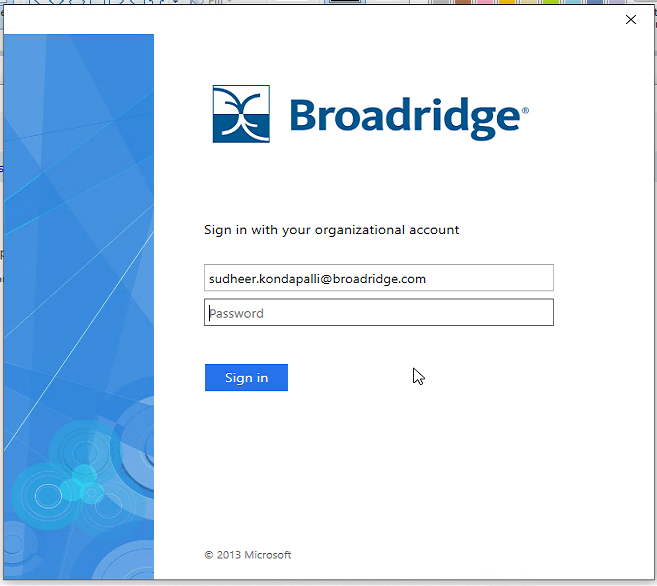 Broadridge®
Sign in with your organizational account
sudheer.kondapalli@broadridge.com
Password
Sign in
© 2013 Microsoft